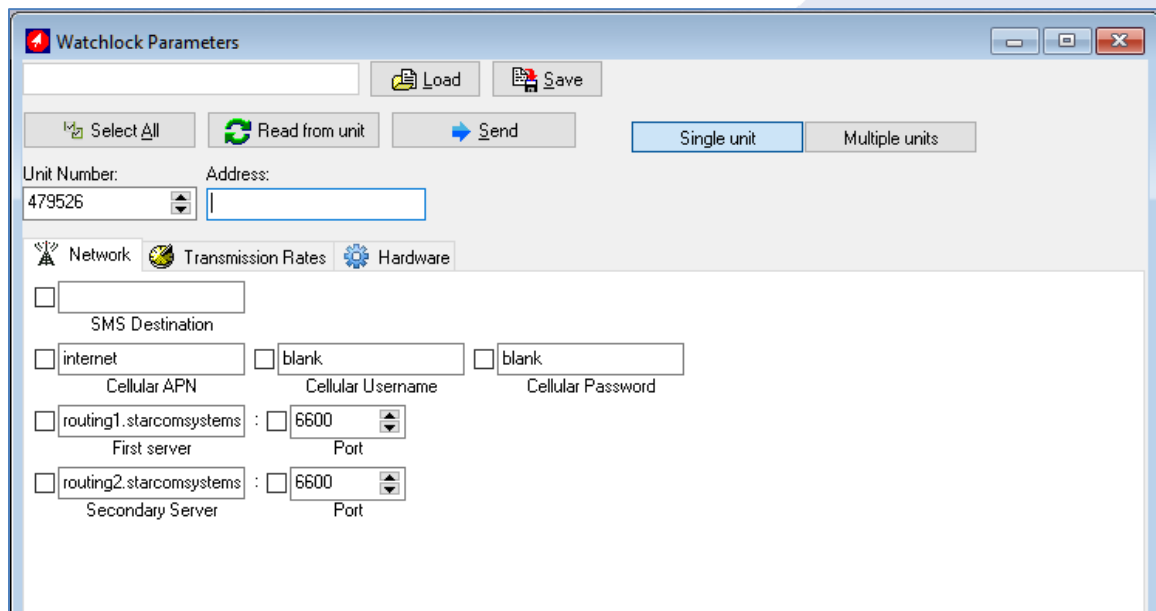 Watchlock Parameters
Load Save
Select All Read from unit Send Single unit Multiple units
Unit Number: Address:
479526
Network Transmission Rates Hardware
SMS Destination
internet blank blank
Cellular APN Cellular Username Cellular Password
routing1.starcomsystems : 6600
First server Port
routing2.starcomsystems : 6600
Secondary Server Port